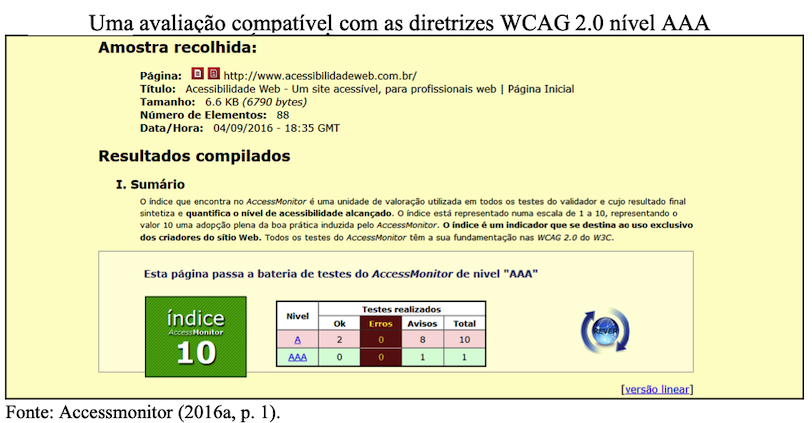 Uma avaliação compatível com as diretrizes WCAG 2.0 nível AAA
Amostra recolhida:
Página: http://www.acessibilidadeweb.com.br/
Título: Acessibilidade Web - Um site acessível, para profissionais web | Página Inicial
Tamanho: 6.6 KB (6790 bytes)
Número de Elementos: 88
Data/Hora: 04/09/2016 - 18:35 GMT
Resultados compilados
I. Sumário
O índice que encontra no AccessMonitor é uma unidade de valoração utilizada em todos os testes do validador e cujo resultado final
sintetiza e quantifica o nível de acessibilidade alcançado. O índice está representado numa escala de 1 a 10, representando o
valor 10 uma adopção plena da boa prática induzida pelo AccessMonitor. O índice é um indicador que se destina ao uso exclusivo
dos criadores do sítio Web. Todos os testes do AccessMonitor têm a sua fundamentação nas WCAG 2.0 do W3C.
Esta página passa a bateria de testes do AccessMonitor de nivel "AAA"
índice
AccessMonitor
10
Nivel Testes realizados
Ok Erros Avisos Total
A 2 0 8 10
AAA 0 0 1 1
REVER
[versão linear]
Fonte: Accessmonitor (2016a, p. 1).